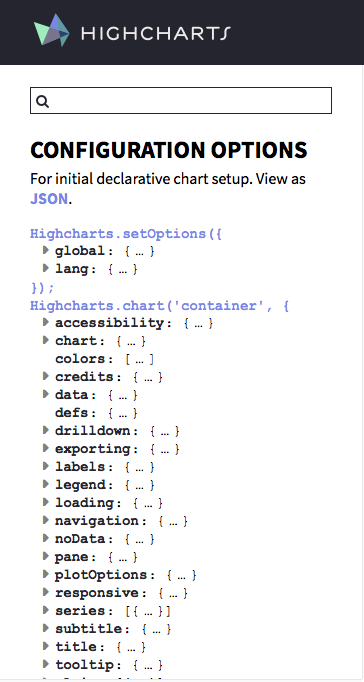 HIGHCHARTS
CONFIGURATION OPTIONS
For initial declarative chart setup. View as
JSON.
Highcharts.setOptions({
global: { … }
lang: { … }
});
Highcharts.chart('container', {
accessibility: { … }
chart: { … }
colors: [ … ]
credits: { … }
data: { … }
defs: { … }
drilldown: { … }
exporting: { … }
labels: { … }
legend: { … }
loading: { … }
navigation: { … }
noData: { … }
pane: { … }
plotOptions: { … }
responsive: { … }
series: [{ … }]
subtitle: { … }
title: { … }
tooltip: { … }